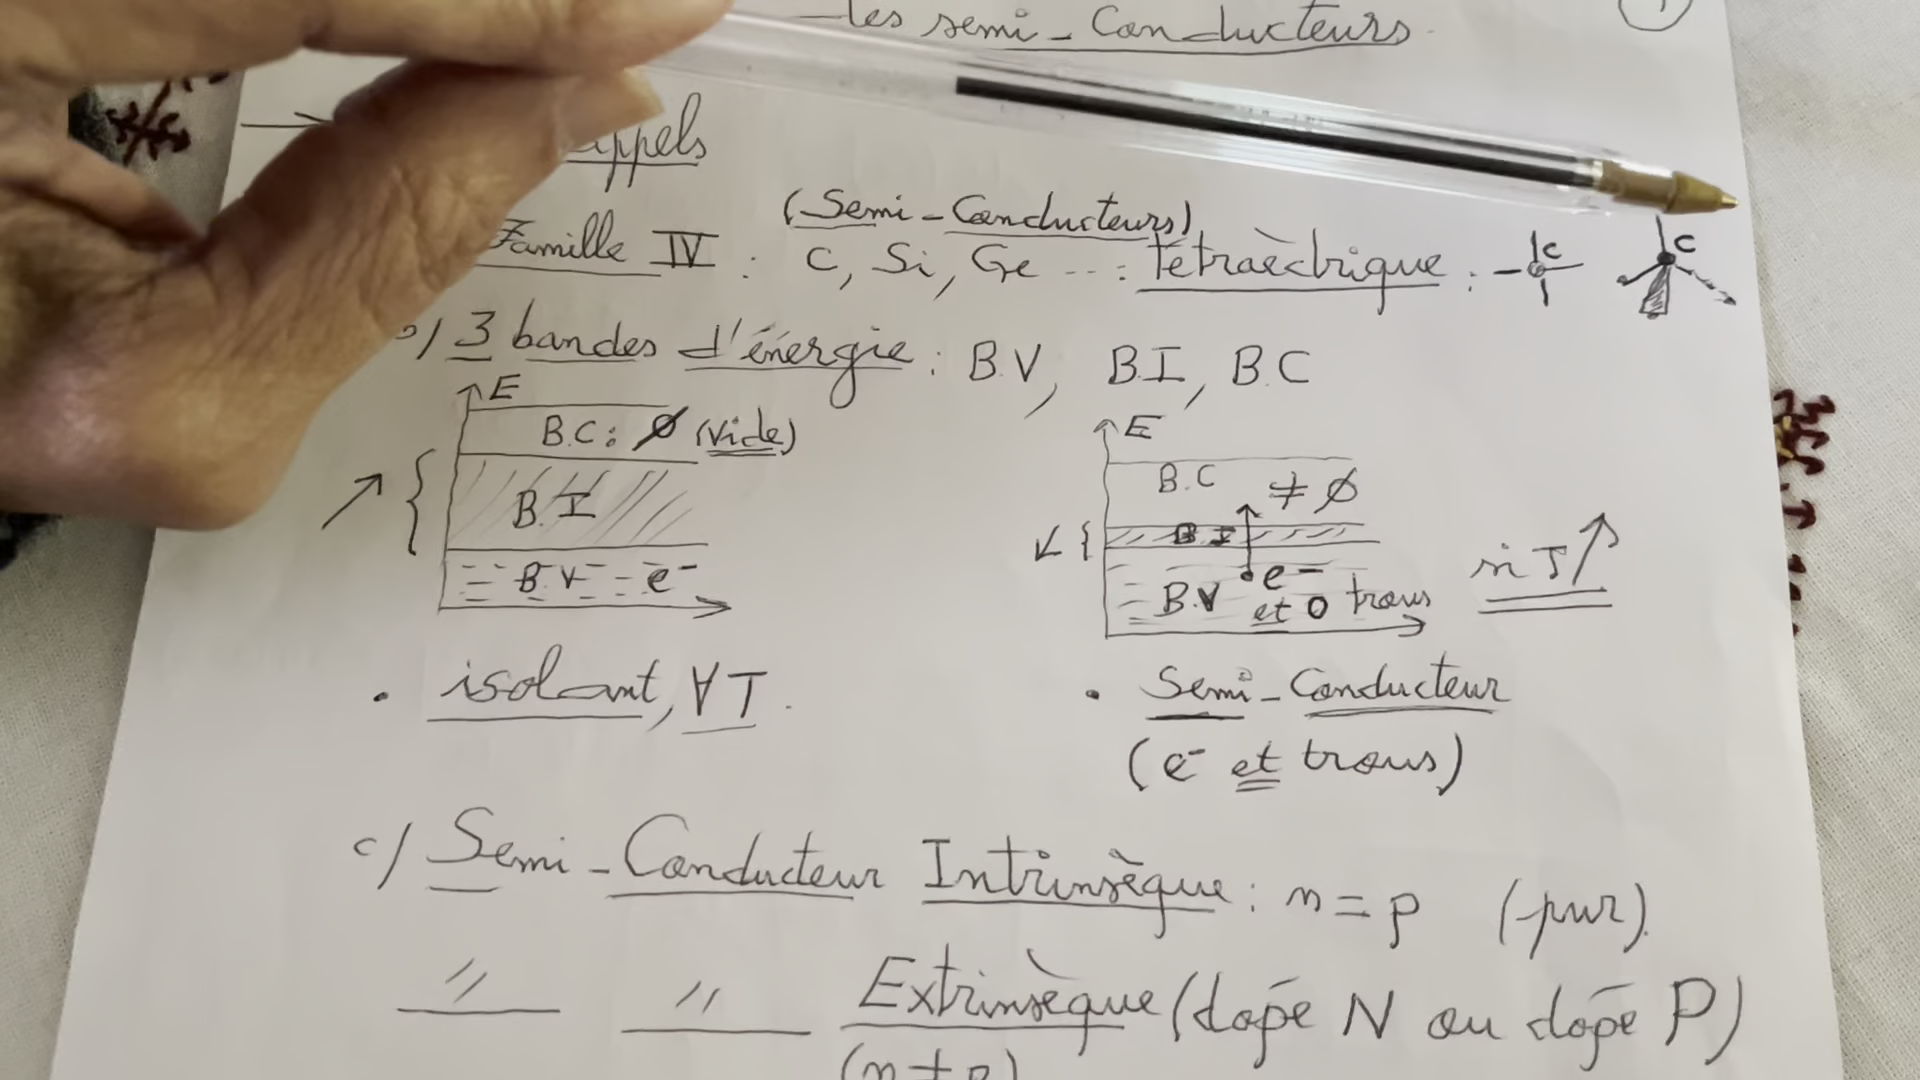 les semi-Conducteurs
Famille IV : C, Si, Ge ... : tétraèdrique : C C
(Semi-Conducteurs)
b/ 3 bandes d'énergie : B.V, B.I, B.C
E
B.C : Ø (vide)
B.I
B.V e-
E
B.C ≠ Ø
B.I
B.V e- et o trous
si T ↗
• isolant, ∀T
• Semi-Conducteur
(e- et trous)
c/ Semi-Conducteur Intrinsèque : n = p (pur).
// // Extrinsèque (dopé N ou dopé P)
(n ≠ p)